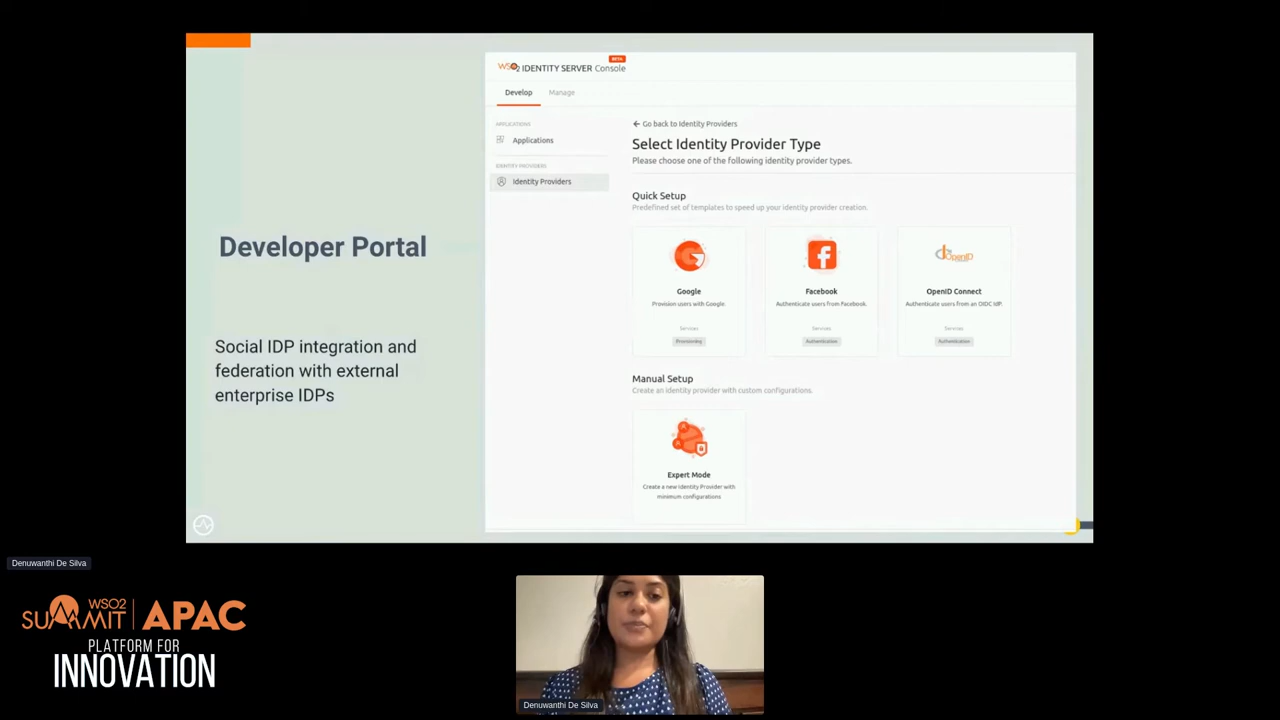 WSO2 IDENTITY SERVER Console
BETA
Develop
Manage
APPLICATIONS
Applications
IDENTITY PROVIDERS
Identity Providers
Go back to Identity Providers
Select Identity Provider Type
Please choose one of the following identity provider types.
Quick Setup
Predefined set of templates to speed up your identity provider creation.
Google
Provision users with Google.
Services
Provisioning
Facebook
Authenticate users from Facebook.
Services
Authentication
OpenID
OpenID Connect
Authenticate users from an OIDC IdP.
Services
Authentication
Manual Setup
Create an identity provider with custom configurations.
Expert Mode
Create a new Identity Provider with
minimum configurations
Developer Portal
Social IDP integration and
federation with external
enterprise IDPs
Denuwanthi De Silva
WSO2
SUMMIT
APAC
PLATFORM FOR
INNOVATION
Denuwanthi De Silva